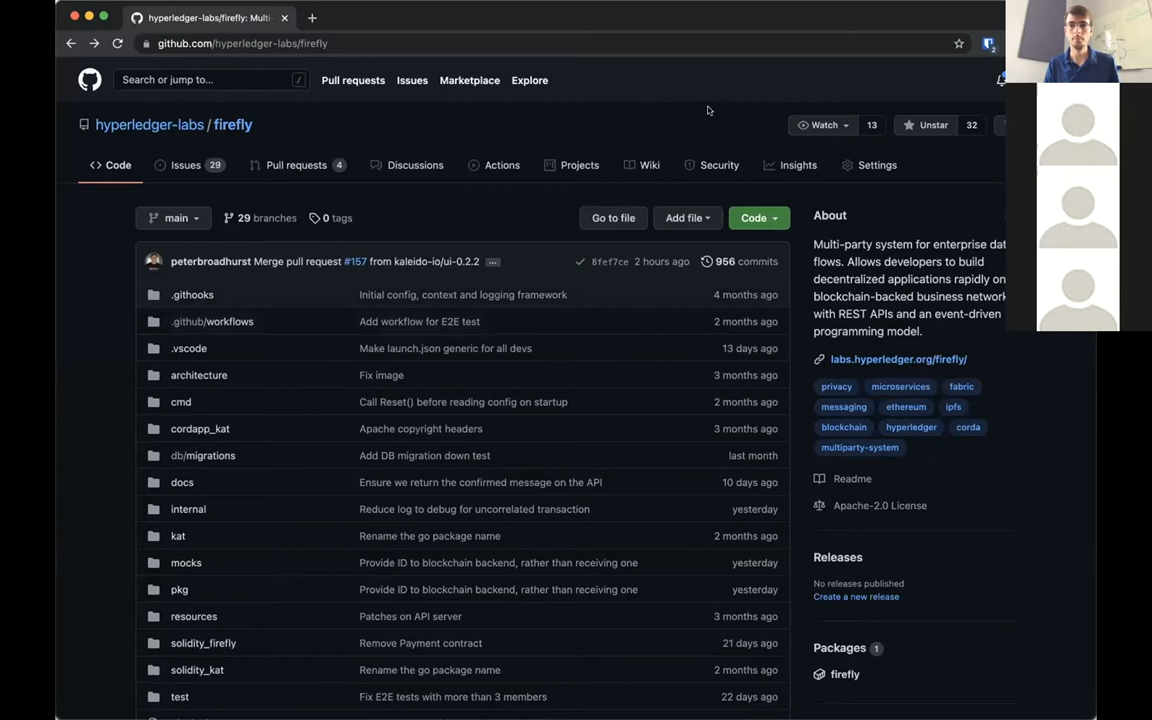 hyperledger-labs/firefly: Multi-
github.com/hyperledger-labs/firefly
2
Search or jump to...
/
Pull requests
Issues
Marketplace
Explore
hyperledger-labs / firefly
Watch 13
Unstar 32
Code
Issues 29
Pull requests 4
Discussions
Actions
Projects
Wiki
Security
Insights
Settings
main
29 branches
0 tags
Go to file
Add file
Code
peterbroadhurst Merge pull request #157 from kaleido-io/ui-0.2.2 ... 8fef7ce 2 hours ago 956 commits
.githooks Initial config, context and logging framework 4 months ago
.github/workflows Add workflow for E2E test 2 months ago
.vscode Make launch.json generic for all devs 13 days ago
architecture Fix image 3 months ago
cmd Call Reset() before reading config on startup 2 months ago
cordapp_kat Apache copyright headers 3 months ago
db/migrations Add DB migration down test last month
docs Ensure we return the confirmed message on the API 10 days ago
internal Reduce log to debug for uncorrelated transaction yesterday
kat Rename the go package name 2 months ago
mocks Provide ID to blockchain backend, rather than receiving one yesterday
pkg Provide ID to blockchain backend, rather than receiving one yesterday
resources Patches on API server 3 months ago
solidity_firefly Remove Payment contract 21 days ago
solidity_kat Rename the go package name 2 months ago
test Fix E2E tests with more than 3 members 22 days ago
About
Multi-party system for enterprise dat
flows. Allows developers to build
decentralized applications rapidly on
blockchain-backed business network
with REST APIs and an event-driven
programming model.
labs.hyperledger.org/firefly/
privacy microservices fabric
messaging ethereum ipfs
blockchain hyperledger corda
multiparty-system
Readme
Apache-2.0 License
Releases
No releases published
Create a new release
Packages 1
firefly